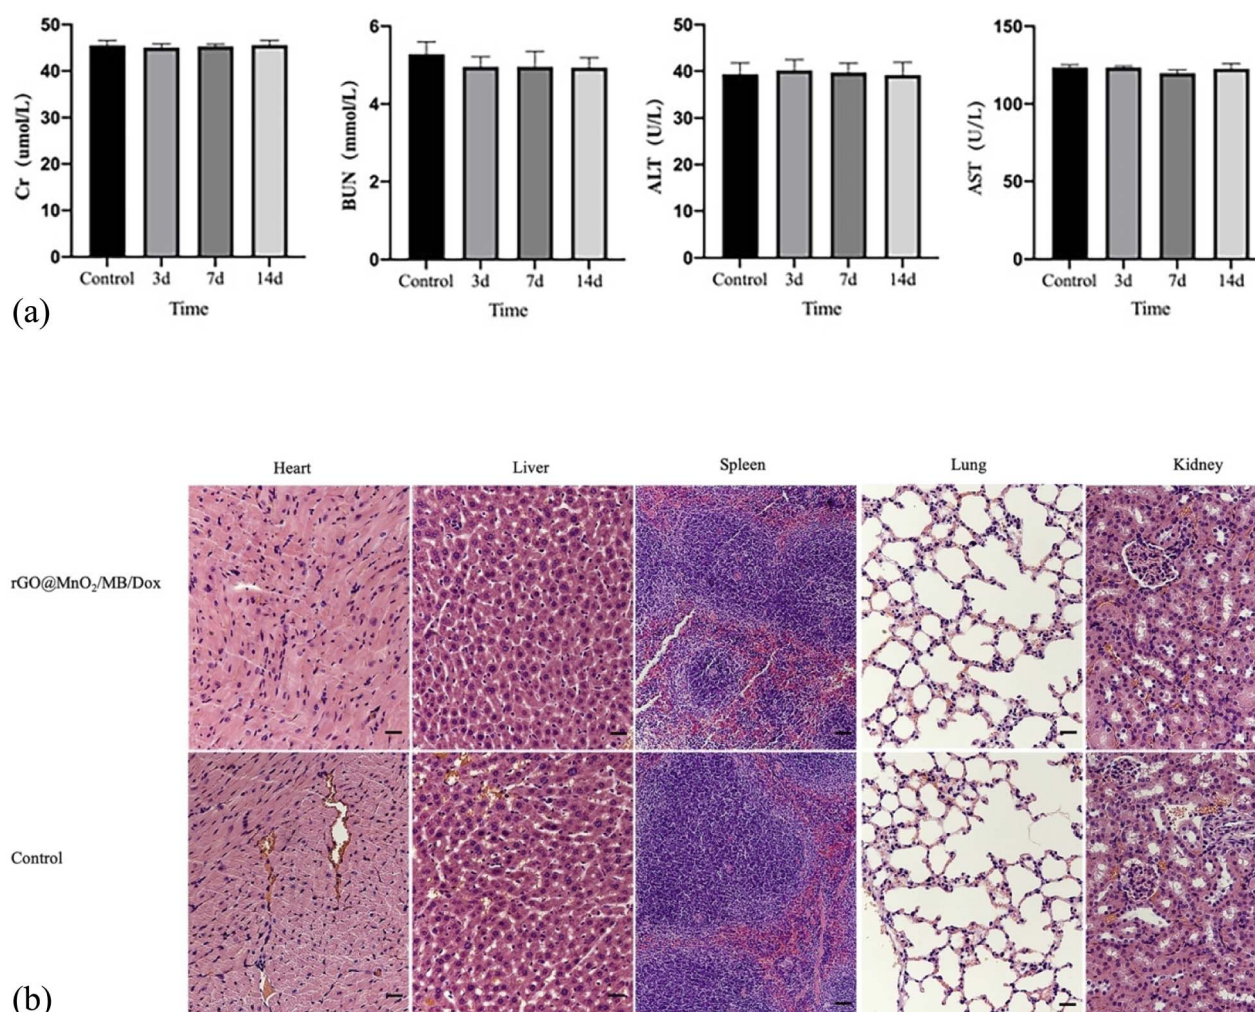 50
40
30
20
10
0
Cr (umol/L)
Control 3d 7d 14d
Time
6
4
2
0
BUN (mmol/L)
Control 3d 7d 14d
Time
50
40
30
20
10
0
ALT (U/L)
Control 3d 7d 14d
Time
150
100
50
0
AST (U/L)
Control 3d 7d 14d
Time
(a)
Heart Liver Spleen Lung Kidney
rGO@MnO₂/MB/Dox
Control
(b)